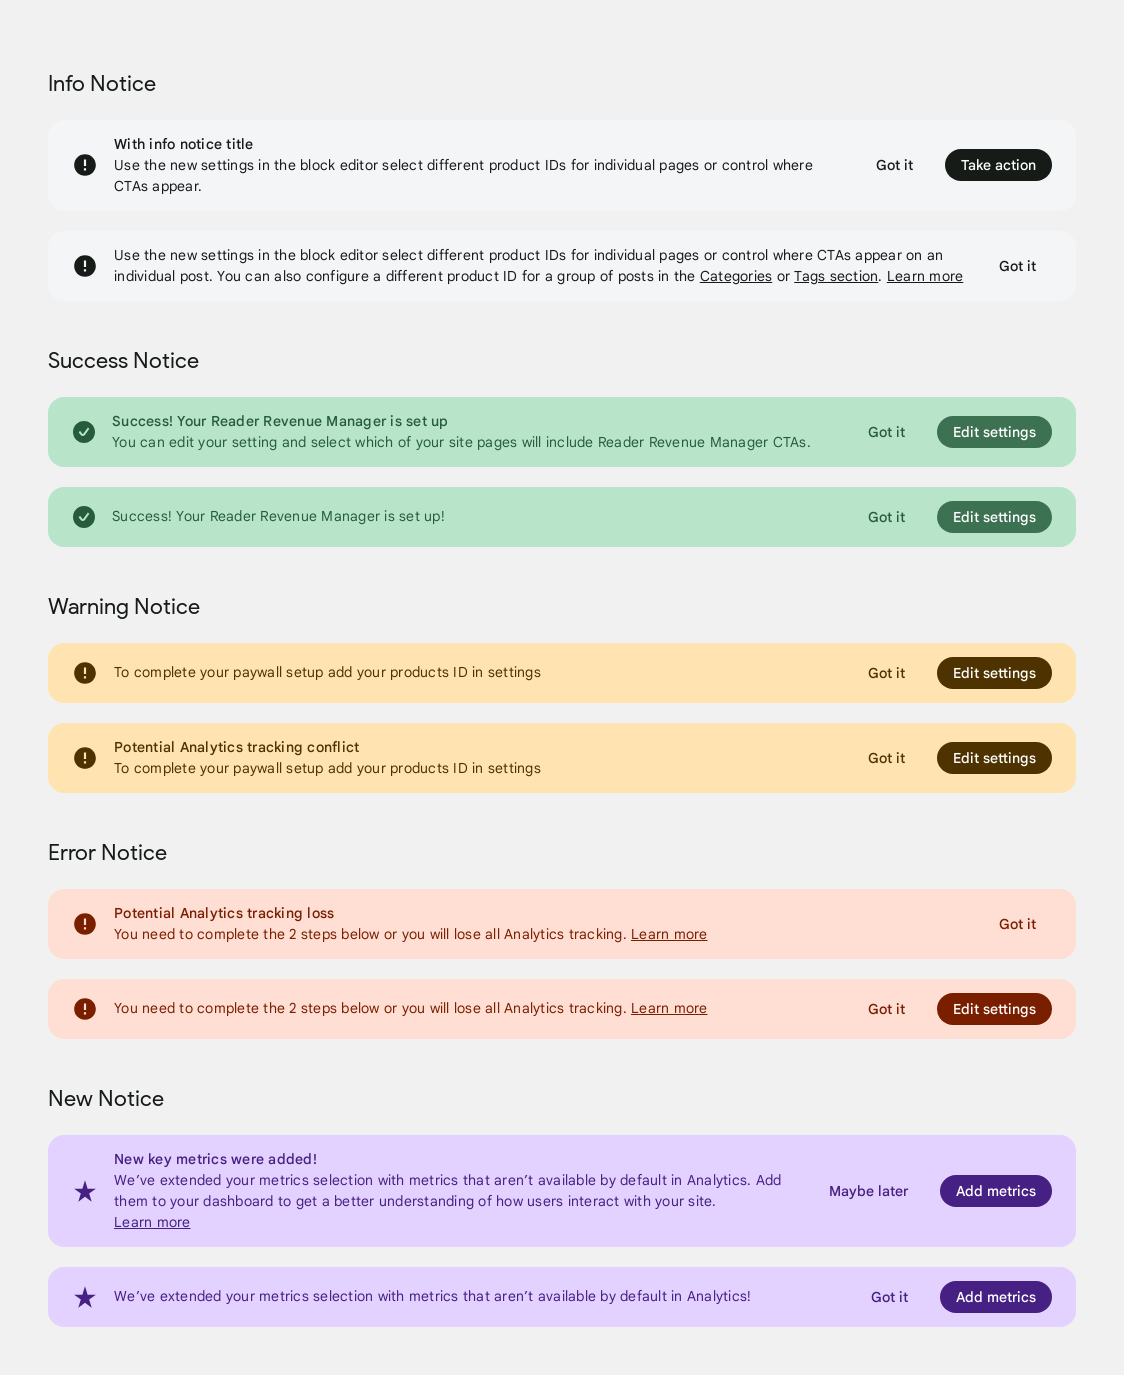 Info Notice
With info notice title
Use the new settings in the block editor select different product IDs for individual pages or control where
CTAs appear.
Got it
Take action
Use the new settings in the block editor select different product IDs for individual pages or control where CTAs appear on an
individual post. You can also configure a different product ID for a group of posts in the Categories or Tags section. Learn more
Got it
Success Notice
Success! Your Reader Revenue Manager is set up
You can edit your setting and select which of your site pages will include Reader Revenue Manager CTAs.
Got it
Edit settings
Success! Your Reader Revenue Manager is set up!
Got it
Edit settings
Warning Notice
To complete your paywall setup add your products ID in settings
Got it
Edit settings
Potential Analytics tracking conflict
To complete your paywall setup add your products ID in settings
Got it
Edit settings
Error Notice
Potential Analytics tracking loss
You need to complete the 2 steps below or you will lose all Analytics tracking. Learn more
Got it
You need to complete the 2 steps below or you will lose all Analytics tracking. Learn more
Got it
Edit settings
New Notice
New key metrics were added!
We’ve extended your metrics selection with metrics that aren’t available by default in Analytics. Add
them to your dashboard to get a better understanding of how users interact with your site.
Learn more
Maybe later
Add metrics
We’ve extended your metrics selection with metrics that aren’t available by default in Analytics!
Got it
Add metrics